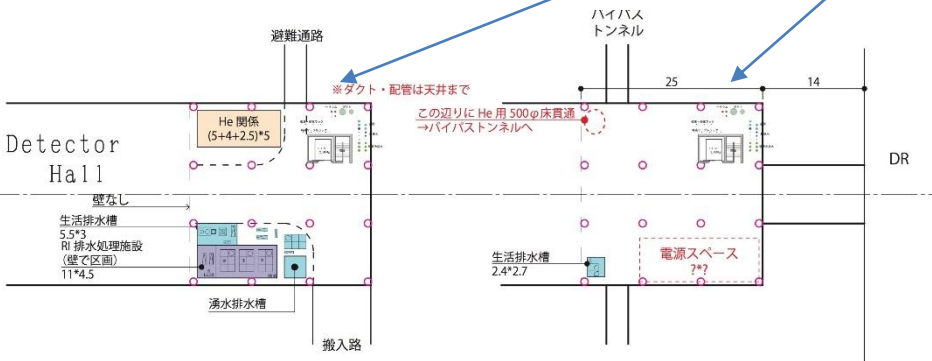 避難通路
※ダクト・配管は天井まで
He 関係
(5+4+2.5)*5
Detector
Hall
壁なし
生活排水槽
5.5*3
RI 排水処理施設
(壁で区画)
11*4.5
湧水排水槽
搬入路
バイパス
トンネル
25
14
この辺りに He 用 500φ床貫通
→バイパストンネルへ
DR
生活排水槽
2.4*2.7
電源スペース
?*?